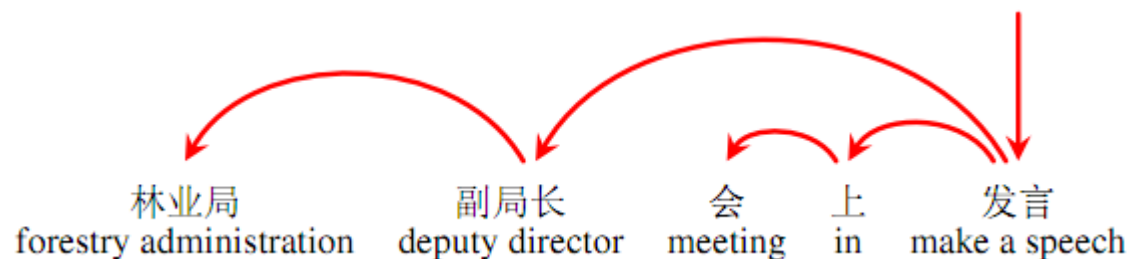 林业局 副局长 会 上 发言
forestry administration deputy director meeting in make a speech